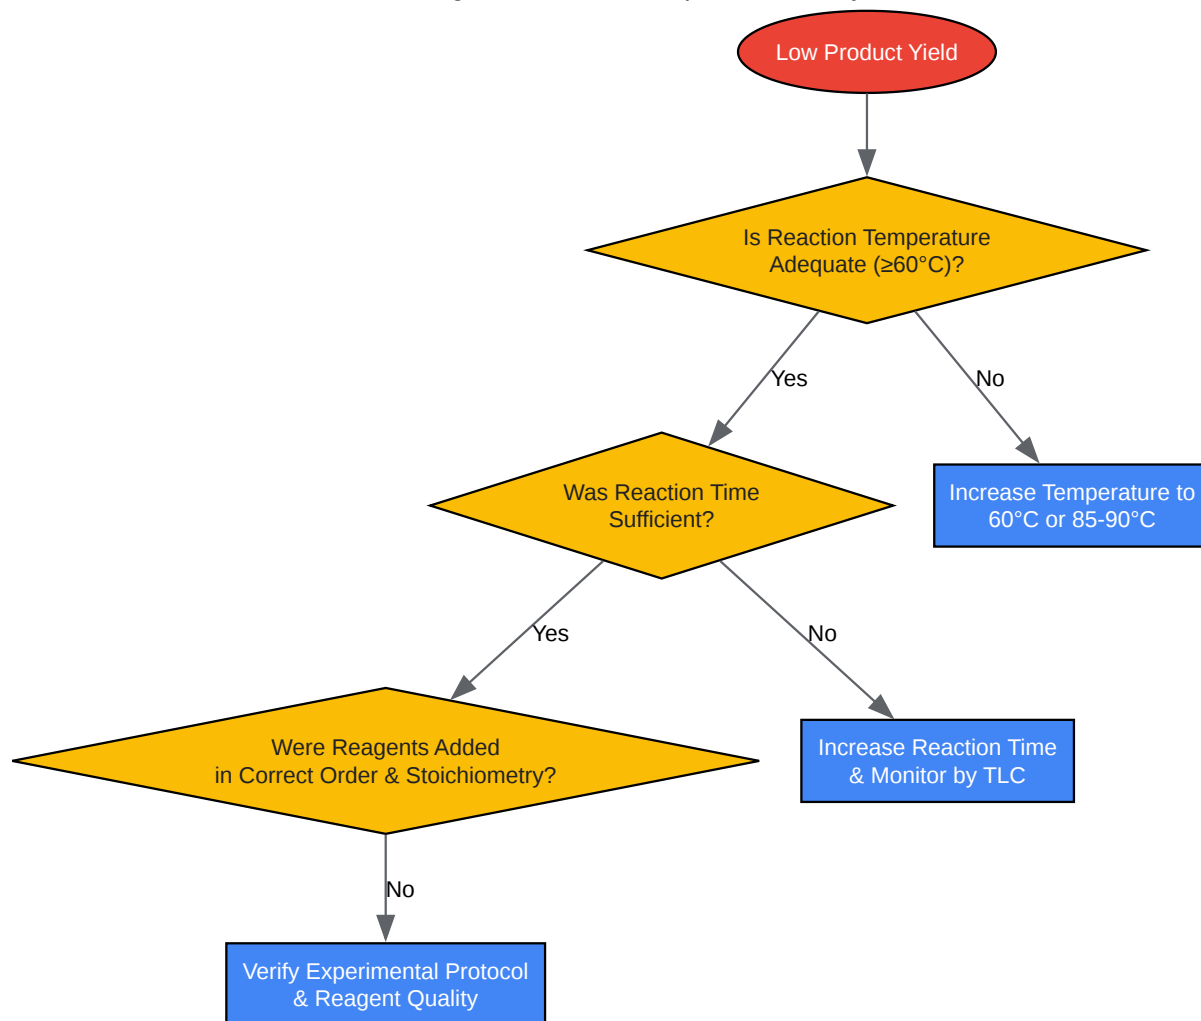 Low Product Yield
Is Reaction Temperature
Adequate (≥60°C)?
Yes
No
Was Reaction Time
Sufficient?
Increase Temperature to
60°C or 85-90°C
Yes
No
Were Reagents Added
in Correct Order & Stoichiometry?
Increase Reaction Time
& Monitor by TLC
No
Verify Experimental Protocol
& Reagent Quality